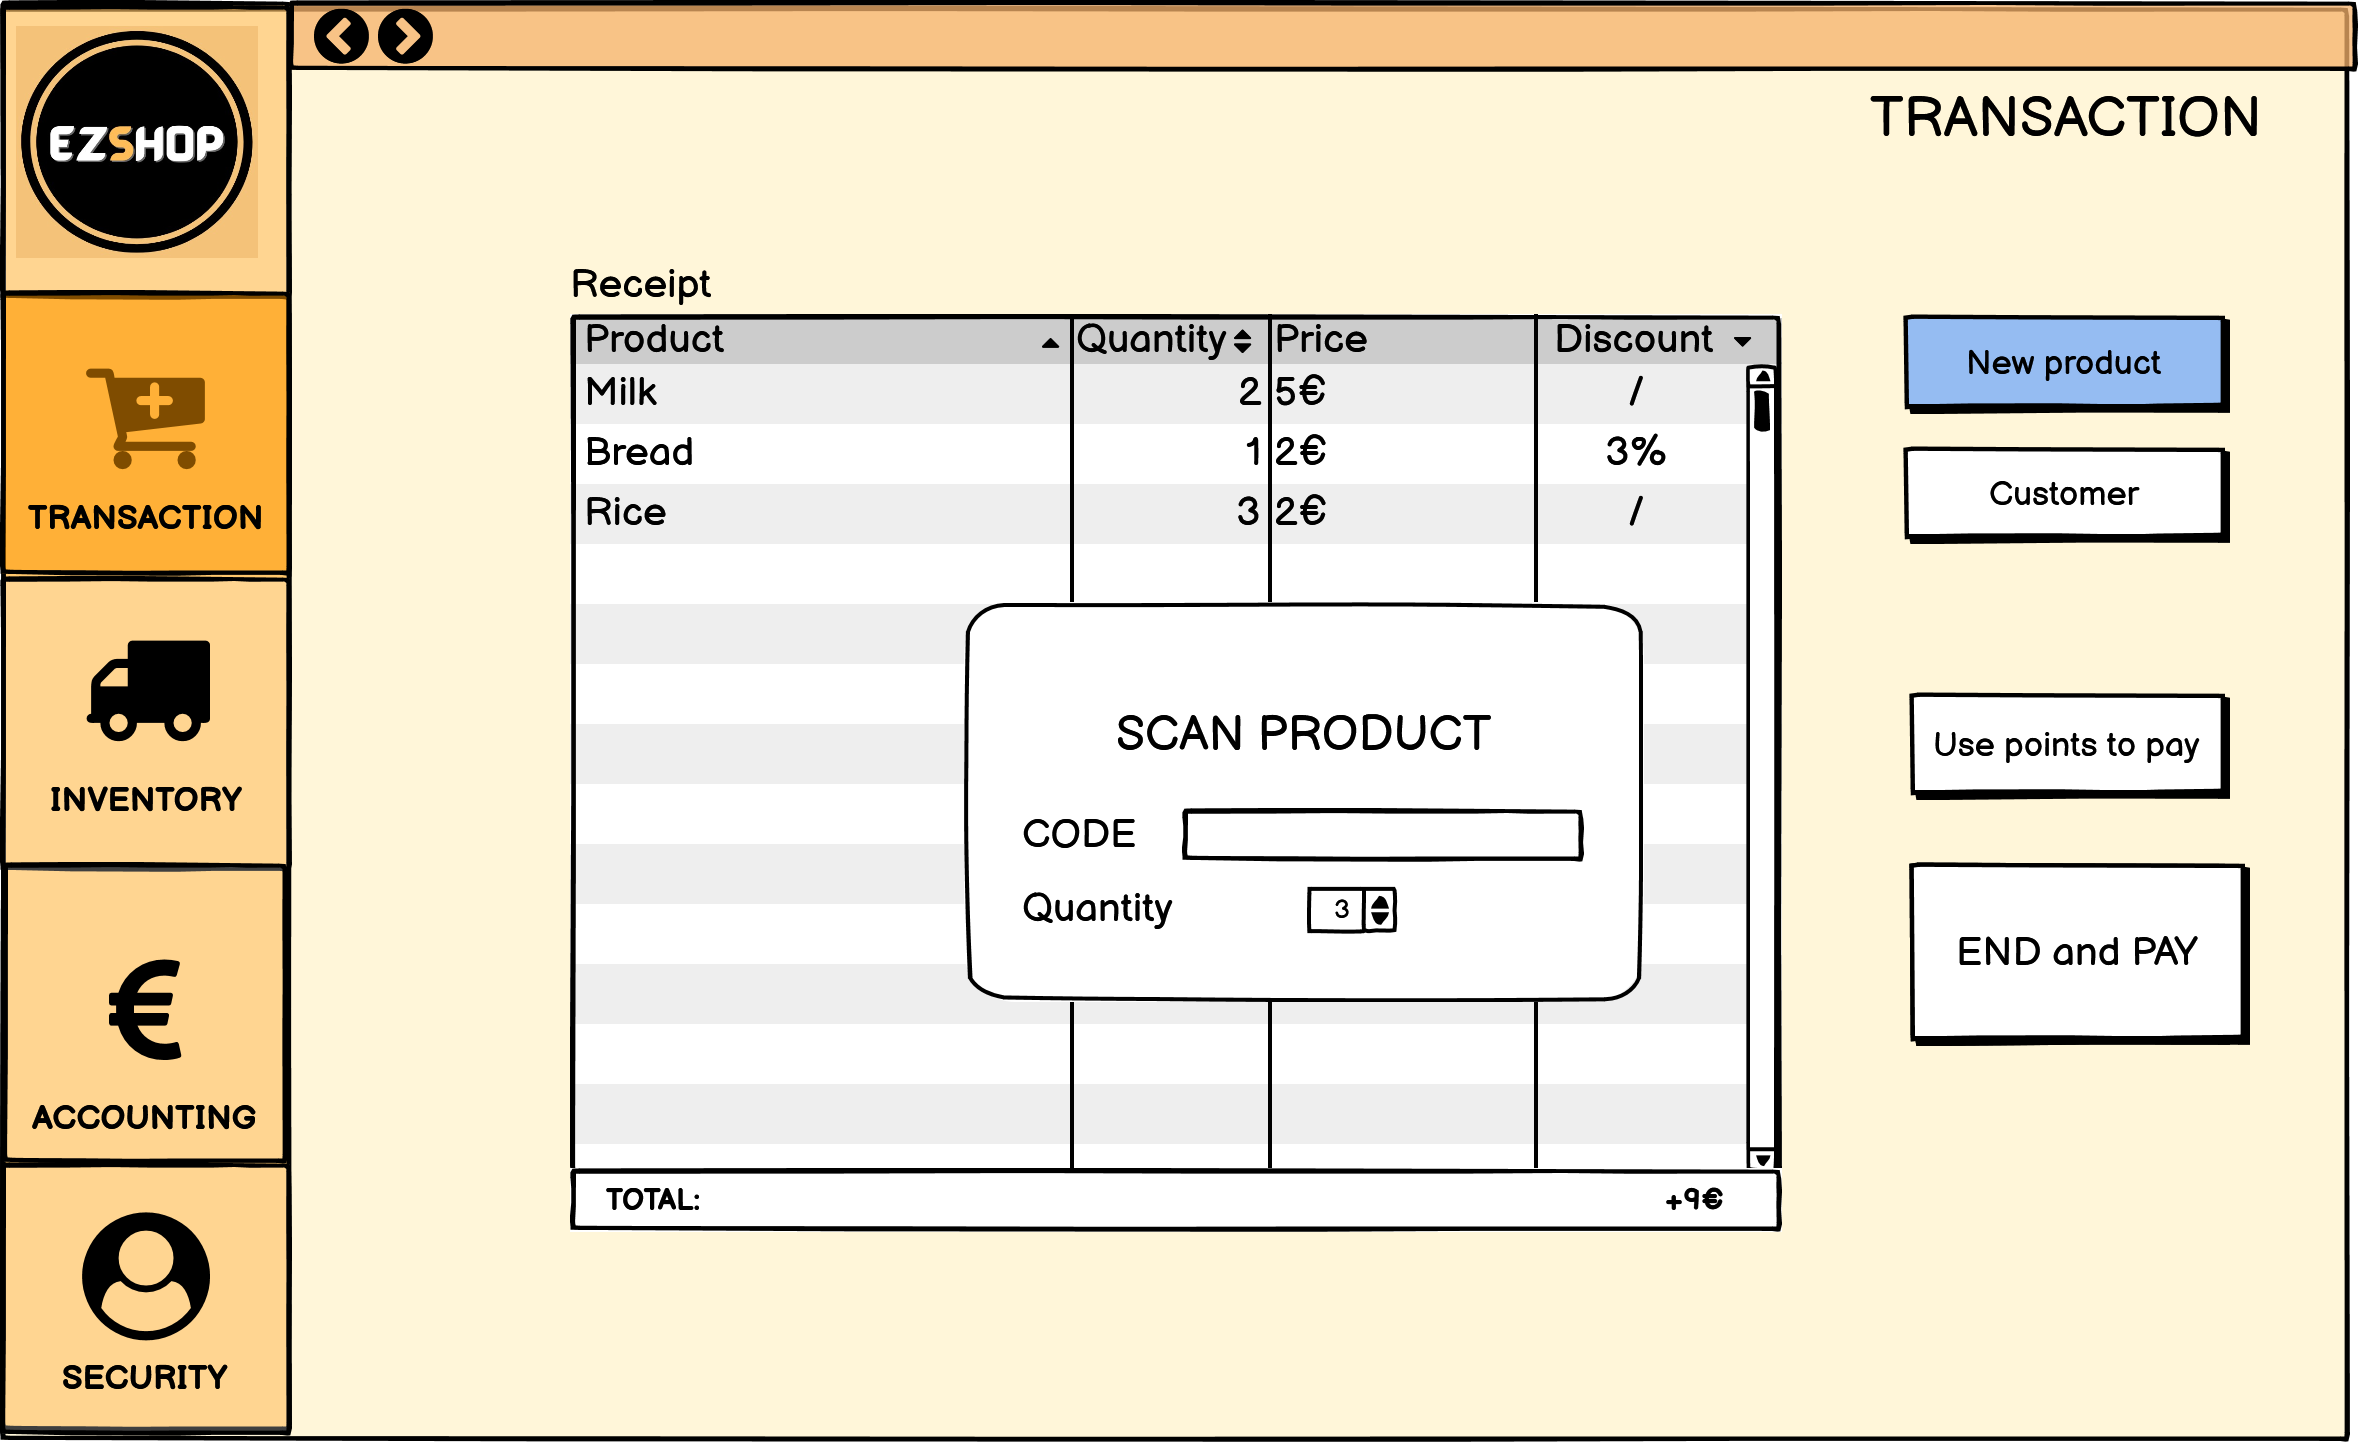 EZSHOP
TRANSACTION
INVENTORY
ACCOUNTING
SECURITY
TRANSACTION
Receipt
Product Quantity Price Discount
Milk 2 5€ /
Bread 1 2€ 3%
Rice 3 2€ /
SCAN PRODUCT
CODE
Quantity 3
TOTAL: +9€
New product
Customer
Use points to pay
END and PAY